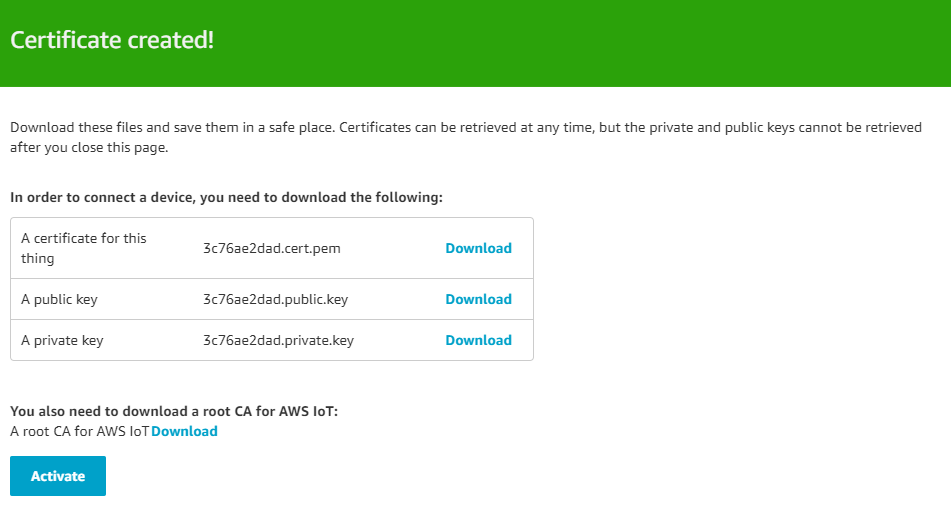 Certificate created!
Download these files and save them in a safe place. Certificates can be retrieved at any time, but the private and public keys cannot be retrieved
after you close this page.
In order to connect a device, you need to download the following:
A certificate for this
thing
3c76ae2dad.cert.pem
Download
A public key
3c76ae2dad.public.key
Download
A private key
3c76ae2dad.private.key
Download
You also need to download a root CA for AWS IoT:
A root CA for AWS IoT Download
Activate